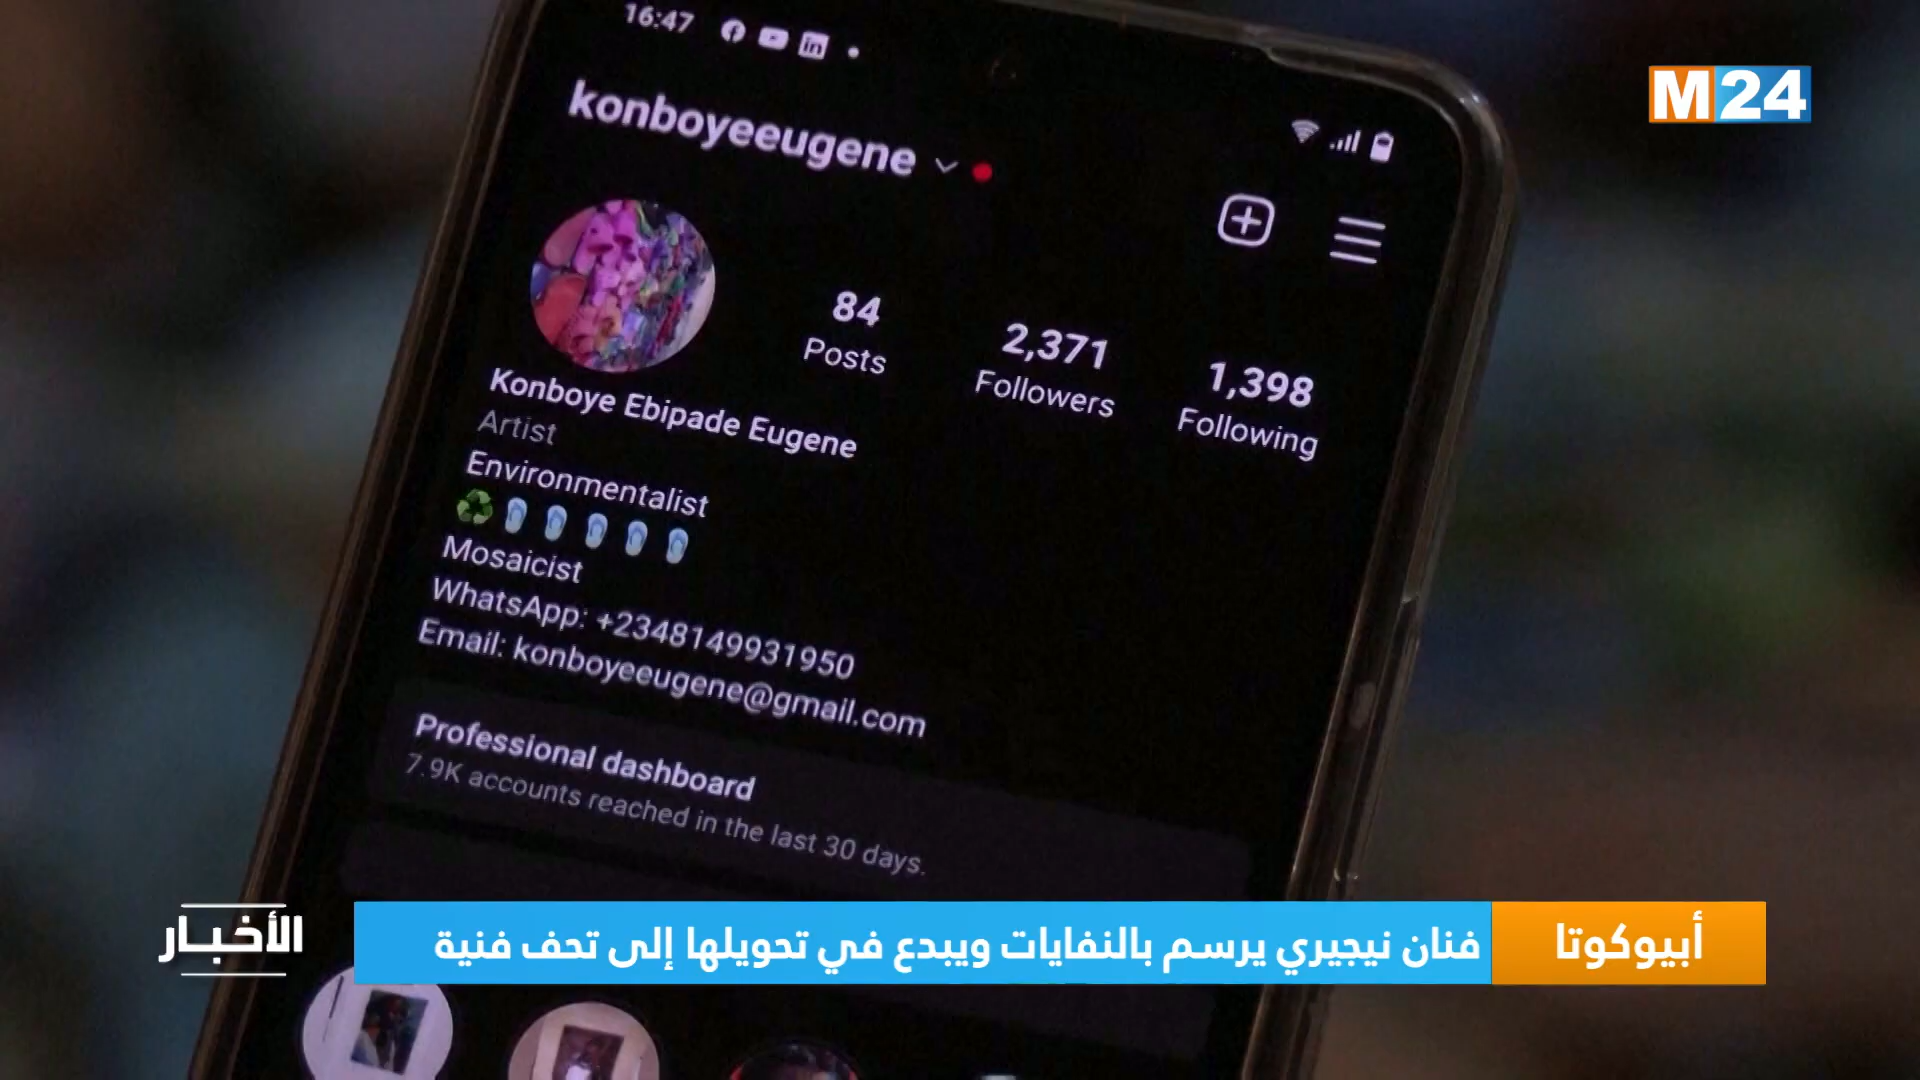 16:47
M24
konboyeeugene
84
Posts
2,371
Followers
1,398
Following
Konboye Ebipade Eugene
Artist
Environmentalist
♻️🩴🩴🩴🩴🩴
Mosaicist
WhatsApp: +2348149931950
Email: konboyeeugene@gmail.com
Professional dashboard
7.9K accounts reached in the last 30 days.
أبيوكوتا
فنان نيجيري يرسم بالنفايات ويبدع في تحويلها إلى تحف فنية
الأخبار